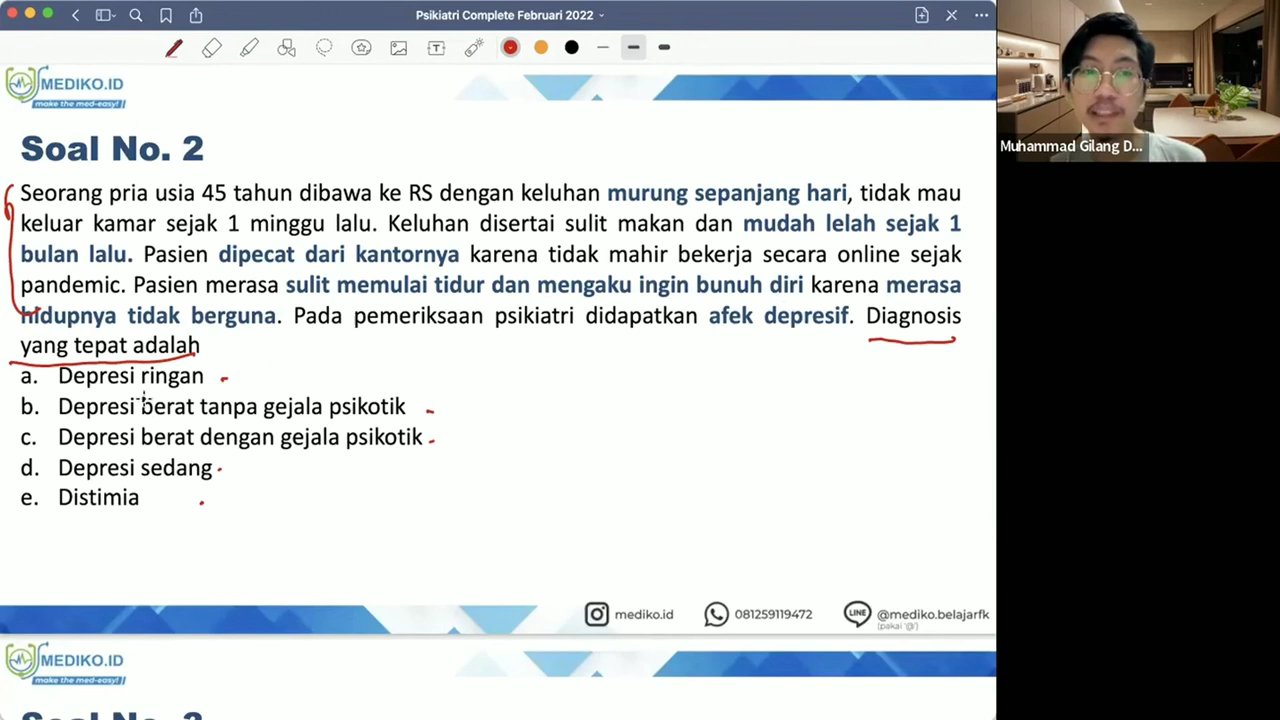 Psikiatri Complete Februari 2022
MEDIKO.ID
make the med-easy!
Muhammad Gilang D...
Soal No. 2
Seorang pria usia 45 tahun dibawa ke RS dengan keluhan murung sepanjang hari, tidak mau
keluar kamar sejak 1 minggu lalu. Keluhan disertai sulit makan dan mudah lelah sejak 1
bulan lalu. Pasien dipecat dari kantornya karena tidak mahir bekerja secara online sejak
pandemic. Pasien merasa sulit memulai tidur dan mengaku ingin bunuh diri karena merasa
hidupnya tidak berguna. Pada pemeriksaan psikiatri didapatkan afek depresif. Diagnosis
yang tepat adalah
a. Depresi ringan
b. Depresi berat tanpa gejala psikotik
c. Depresi berat dengan gejala psikotik
d. Depresi sedang
e. Distimia
mediko.id
081259119472
LINE
@mediko.belajarfk
(pakai '@')
MEDIKO.ID
make the med-easy!